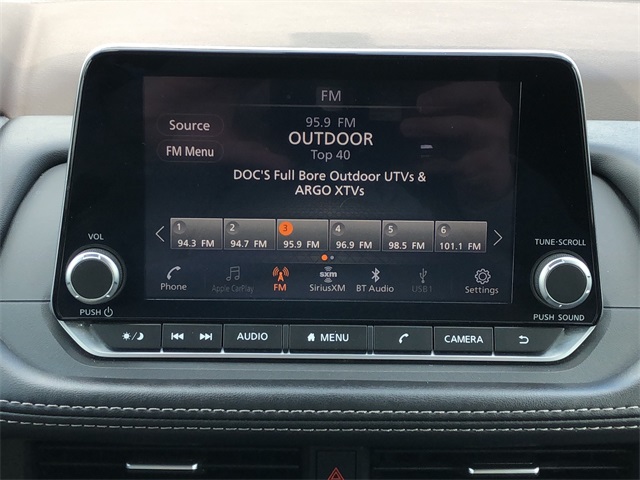 FM
Source
95.9 FM
OUTDOOR
FM Menu
Top 40
DOC'S Full Bore Outdoor UTVs &
ARGO XTVs
1 2 3 4 5 6
94.3 FM 94.7 FM 95.9 FM 96.9 FM 98.5 FM 101.1 FM
VOL
TUNE·SCROLL
sxm
Phone Apple CarPlay FM SiriusXM BT Audio USB1 Settings
PUSH
PUSH SOUND
AUDIO MENU CAMERA